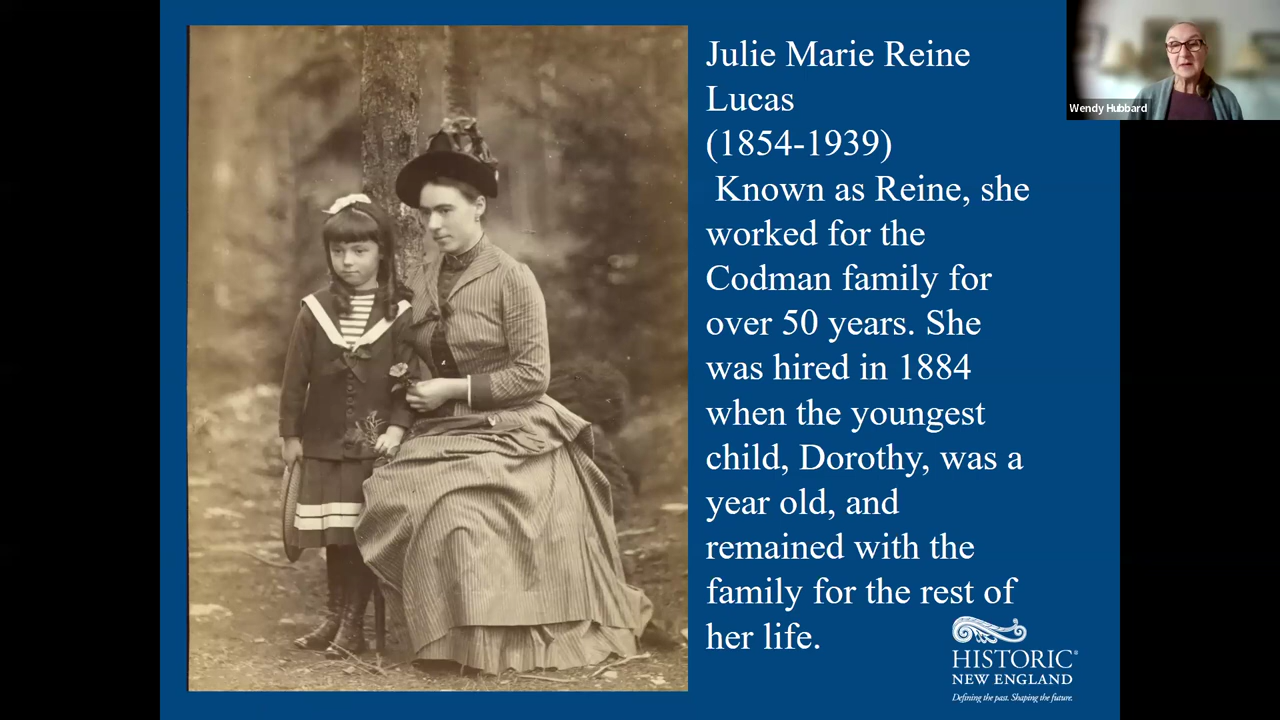 Julie Marie Reine
Lucas
(1854-1939)
Known as Reine, she
worked for the
Codman family for
over 50 years. She
was hired in 1884
when the youngest
child, Dorothy, was a
year old, and
remained with the
family for the rest of
her life.
Wendy Hubbard
HISTORIC®
NEW ENGLAND
Defining the past. Shaping the future.